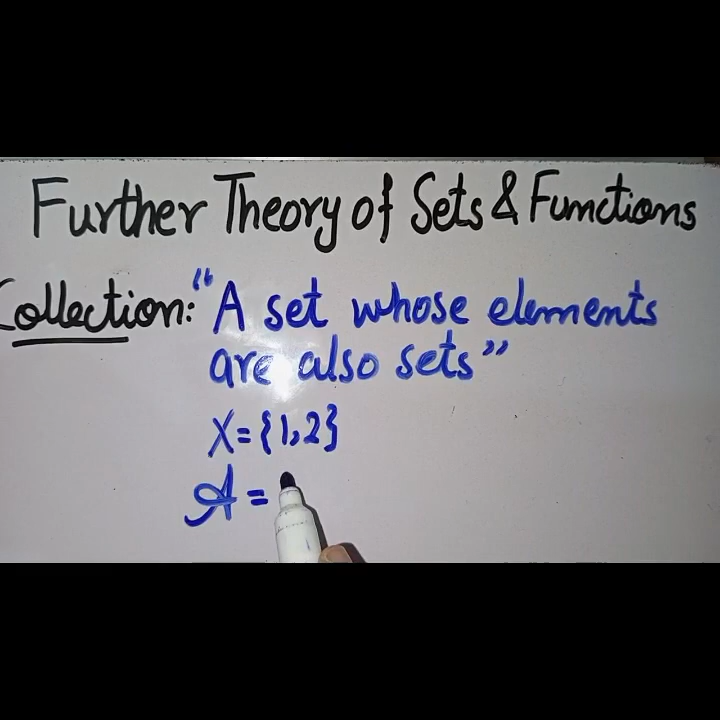 Further Theory of Sets & Functions
Collection: "A set whose elements
are also sets"
X = {1,2}
𝒜 =